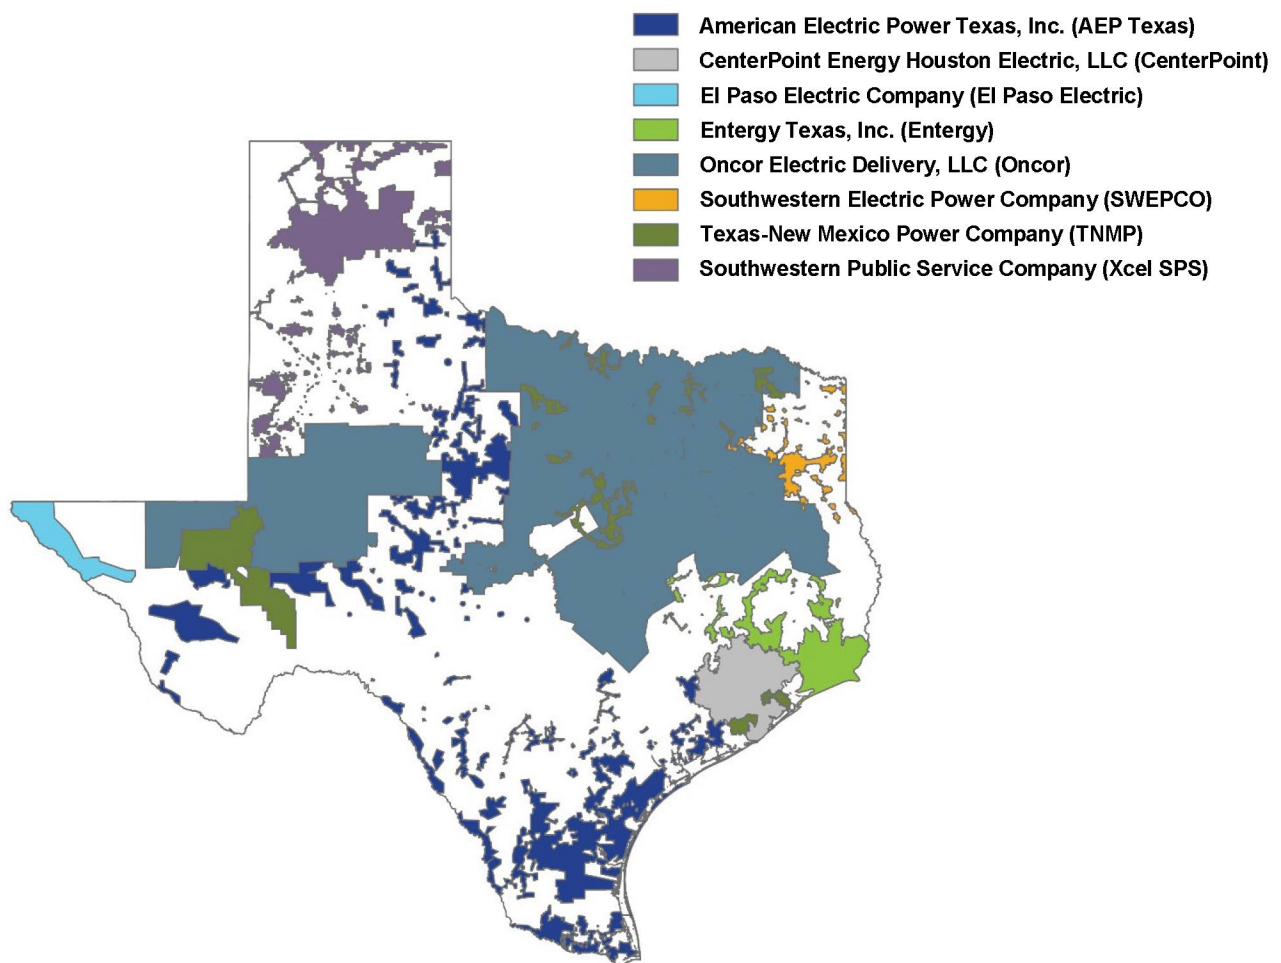 American Electric Power Texas, Inc. (AEP Texas)
CenterPoint Energy Houston Electric, LLC (CenterPoint)
El Paso Electric Company (El Paso Electric)
Entergy Texas, Inc. (Entergy)
Oncor Electric Delivery, LLC (Oncor)
Southwestern Electric Power Company (SWEPCO)
Texas-New Mexico Power Company (TNMP)
Southwestern Public Service Company (Xcel SPS)